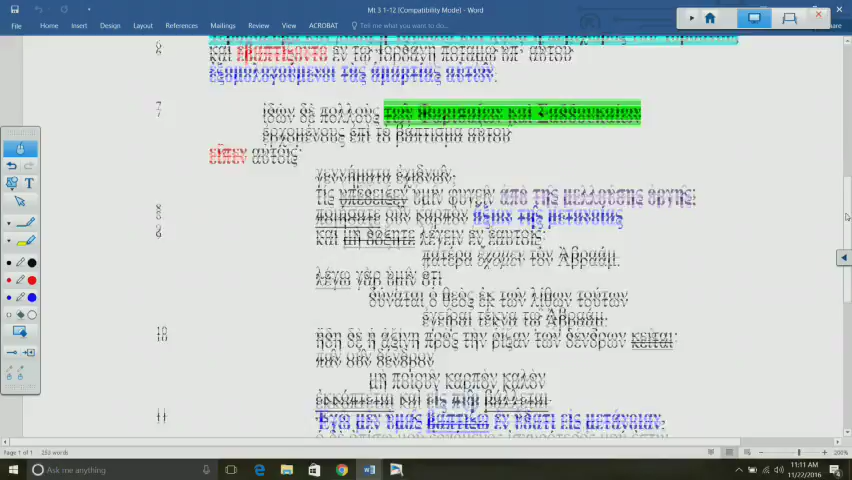 Mt 3 1-12 [Compatibility Mode] - Word
File Home Insert Design Layout References Mailings Review View ACROBAT Tell me what you want to do...
6 καὶ ἐβαπτίζοντο ἐν τῷ Ἰορδάνῃ ποταμῷ ὑπ' αὐτοῦ
ἐξομολογούμενοι τὰς ἁμαρτίας αὐτῶν.
7 ἰδὼν δὲ πολλοὺς τῶν Φαρισαίων καὶ Σαδδουκαίων
ἐρχομένους ἐπὶ τὸ βάπτισμα αὐτοῦ
εἶπεν αὐτοῖς·
γεννήματα ἐχιδνῶν,
τίς ὑπέδειξεν ὑμῖν φυγεῖν ἀπὸ τῆς μελλούσης ὀργῆς;
8 ποιήσατε οὖν καρπὸν ἄξιον τῆς μετανοίας
9 καὶ μὴ δόξητε λέγειν ἐν ἑαυτοῖς·
πατέρα ἔχομεν τὸν Ἀβραάμ.
λέγω γὰρ ὑμῖν ὅτι
δύναται ὁ θεὸς ἐκ τῶν λίθων τούτων
ἐγεῖραι τέκνα τῷ Ἀβραάμ.
10 ἤδη δὲ ἡ ἀξίνη πρὸς τὴν ῥίζαν τῶν δένδρων κεῖται·
πᾶν οὖν δένδρον
μὴ ποιοῦν καρπὸν καλὸν
ἐκκόπτεται καὶ εἰς πῦρ βάλλεται.
11 Ἐγὼ μὲν ὑμᾶς βαπτίζω ἐν ὕδατι εἰς μετάνοιαν,
Page 1 of 1 253 words 200%
Ask me anything 11:11 AM
11/22/2016